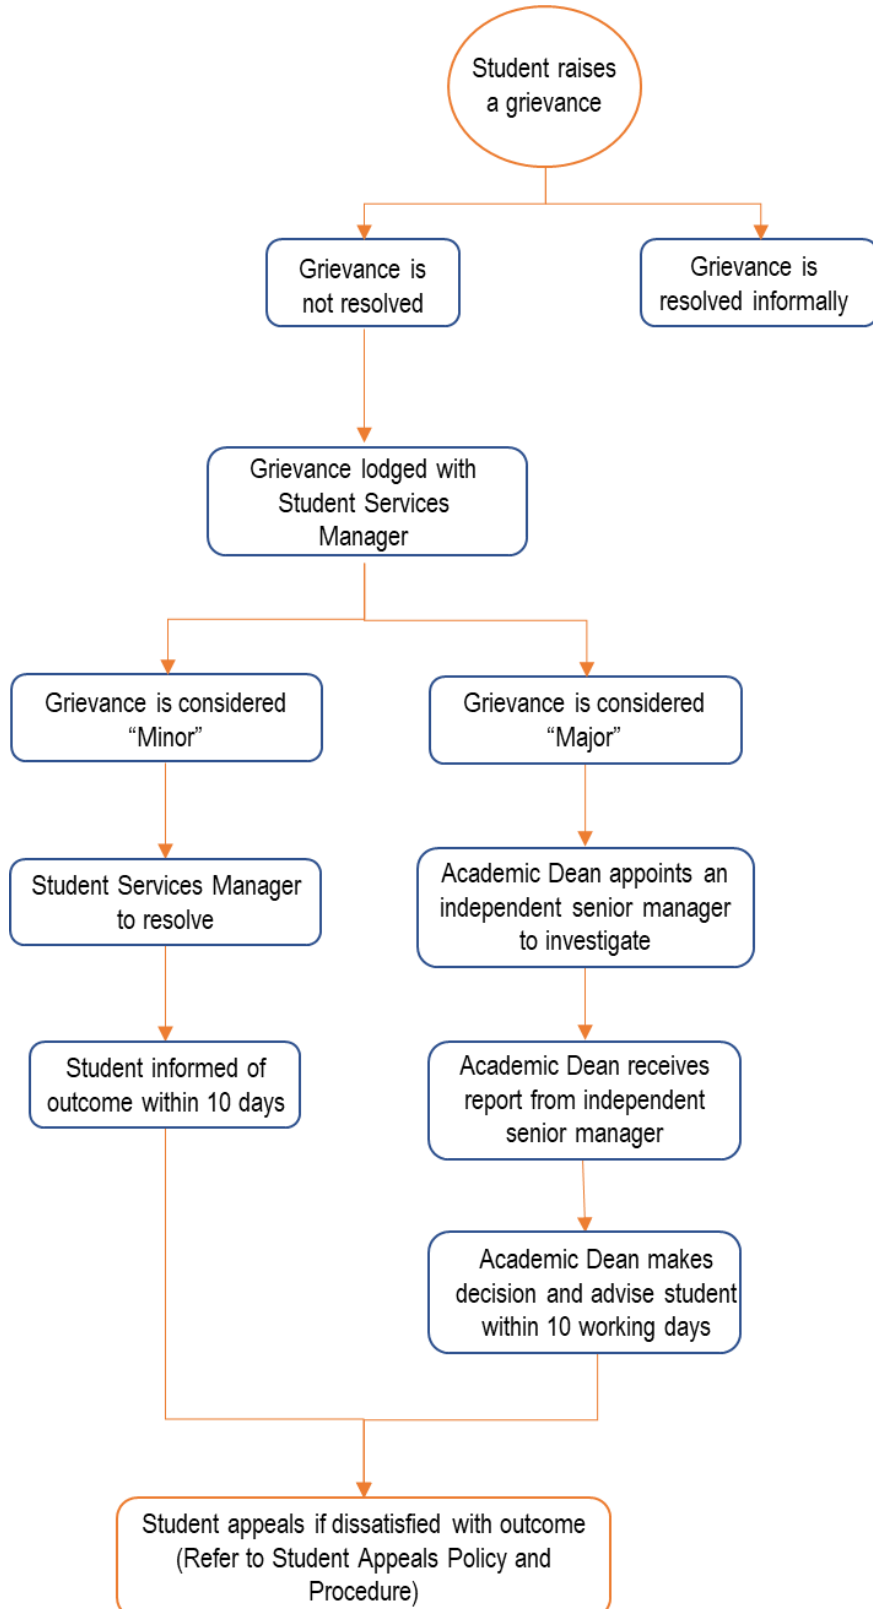 Student raises
a grievance
Grievance is
not resolved
Grievance is
resolved informally
Grievance lodged with
Student Services
Manager
Grievance is considered
“Minor”
Grievance is considered
“Major”
Student Services Manager
to resolve
Academic Dean appoints an
independent senior manager
to investigate
Student informed of
outcome within 10 days
Academic Dean receives
report from independent
senior manager
Academic Dean makes
decision and advise student
within 10 working days
Student appeals if dissatisfied with outcome
(Refer to Student Appeals Policy and
Procedure)